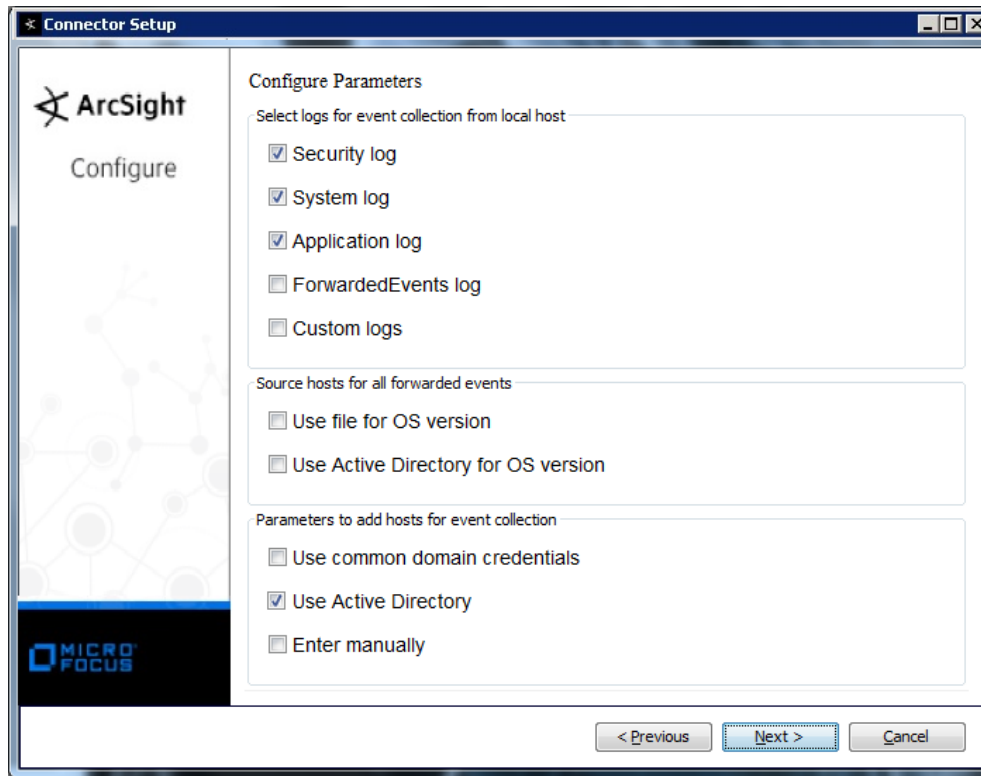 Connector Setup
ArcSight
Configure
Configure Parameters
Select logs for event collection from local host
Security log
System log
Application log
ForwardedEvents log
Custom logs
Source hosts for all forwarded events
Use file for OS version
Use Active Directory for OS version
Parameters to add hosts for event collection
Use common domain credentials
Use Active Directory
Enter manually
MICRO
FOCUS
< Previous
Next >
Cancel